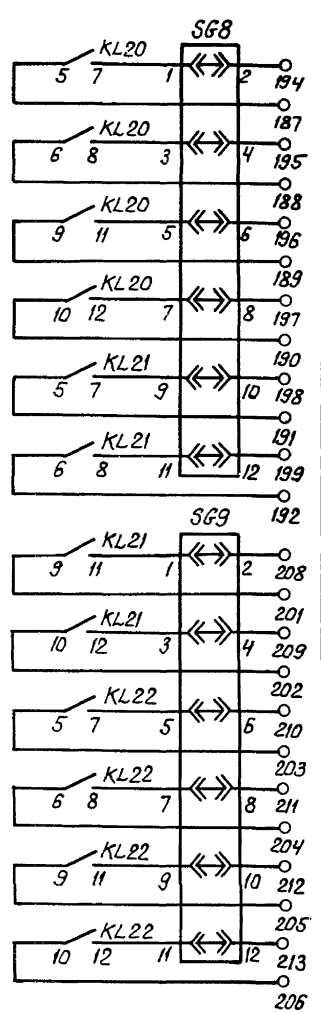 SG8
KL20
5 7 1 2 194
187
KL20
6 8 3 4 195
188
KL20
9 11 5 6 196
189
KL20
10 12 7 8 197
190
KL21
5 7 9 10 198
191
KL21
6 8 11 12 199
192
SG9
KL21
9 11 1 2 208
201
KL21
10 12 3 4 209
202
KL22
5 7 5 6 210
203
KL22
6 8 7 8 211
204
KL22
9 11 9 10 212
205
KL22
10 12 11 12 213
206